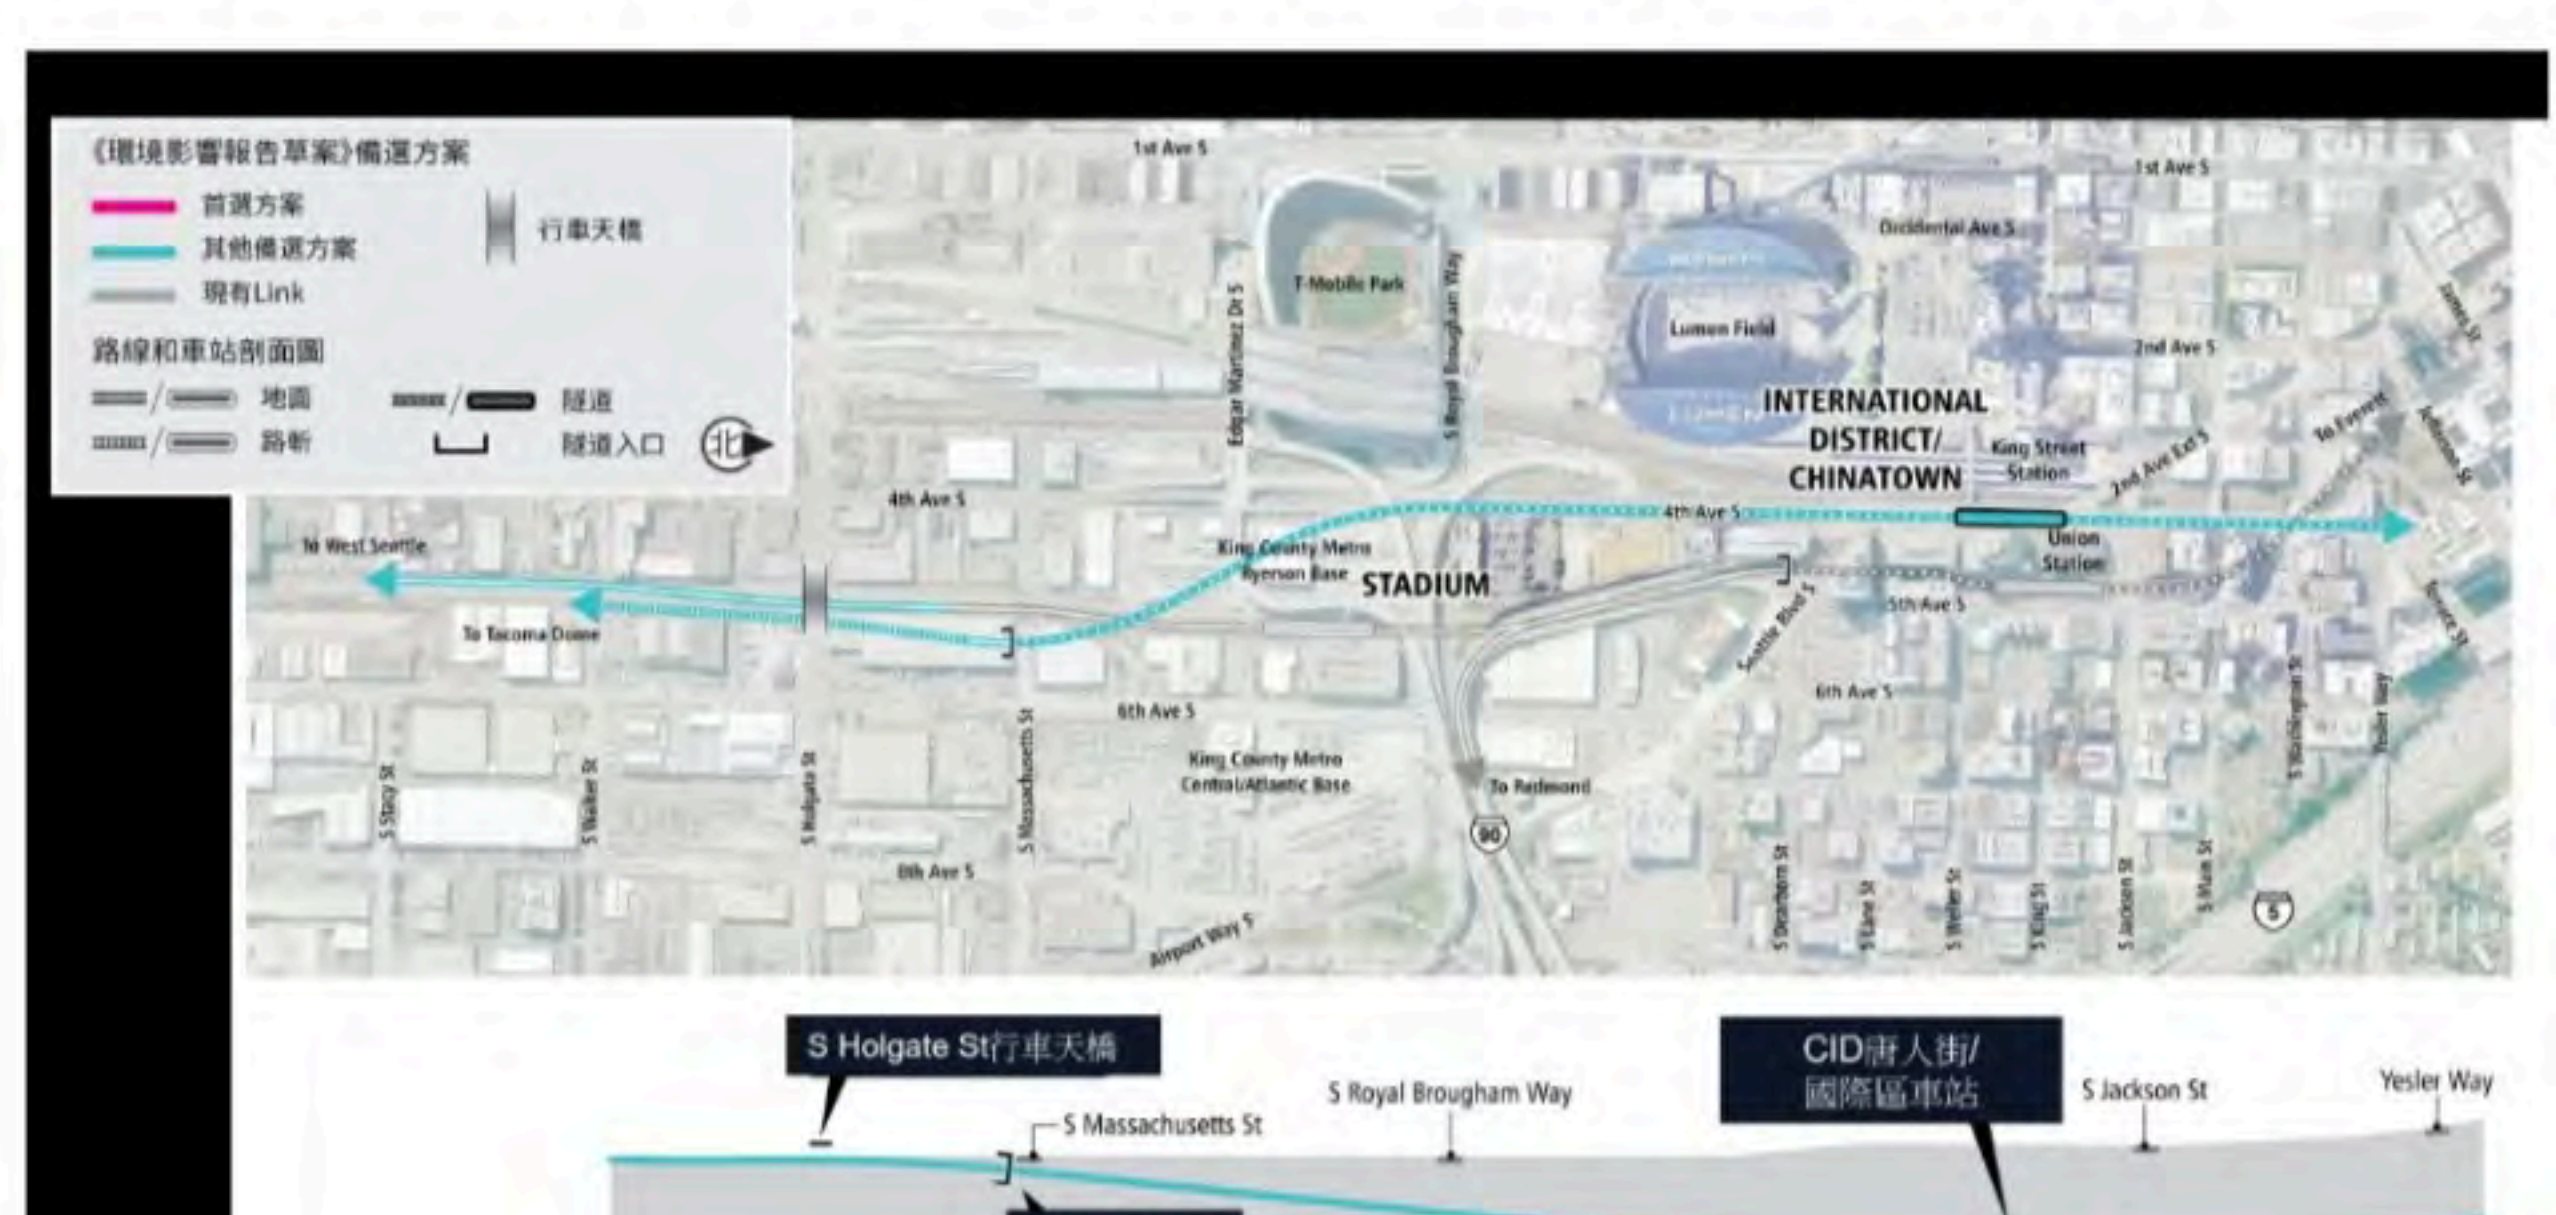 《環境影響報告草案》備選方案
首選方案
其他備選方案
現有Link
行車天橋
路線和車站剖面圖
地面
路塹
隧道
隧道入口
北
1st Ave S
1st Ave S
Occidental Ave S
T-Mobile Park
Edgar Martinez Dr S
S Royal Brougham Way
Lumen Field
2nd Ave S
James St
INTERNATIONAL
DISTRICT/
CHINATOWN
King Street
Station
2nd Ave Ext S
To Everett
Jefferson St
4th Ave S
4th Ave S
To West Seattle
To Tacoma Dome
King County Metro
Ryerson Base
STADIUM
Union
Station
5th Ave S
Seattle Blvd S
Terrace St
6th Ave S
6th Ave S
King County Metro
Central/Atlantic Base
To Redmond
90
S Stacy St
S Walker St
S Holgate St
S Massachusetts St
8th Ave S
Airport Way S
S Dearborn St
S Lane St
S Weller St
S King St
S Jackson St
S Main St
S Washington St
Yesler Way
5
S Holgate St行車天橋
CID唐人街/
國際區車站
S Massachusetts St
S Royal Brougham Way
S Jackson St
Yesler Way